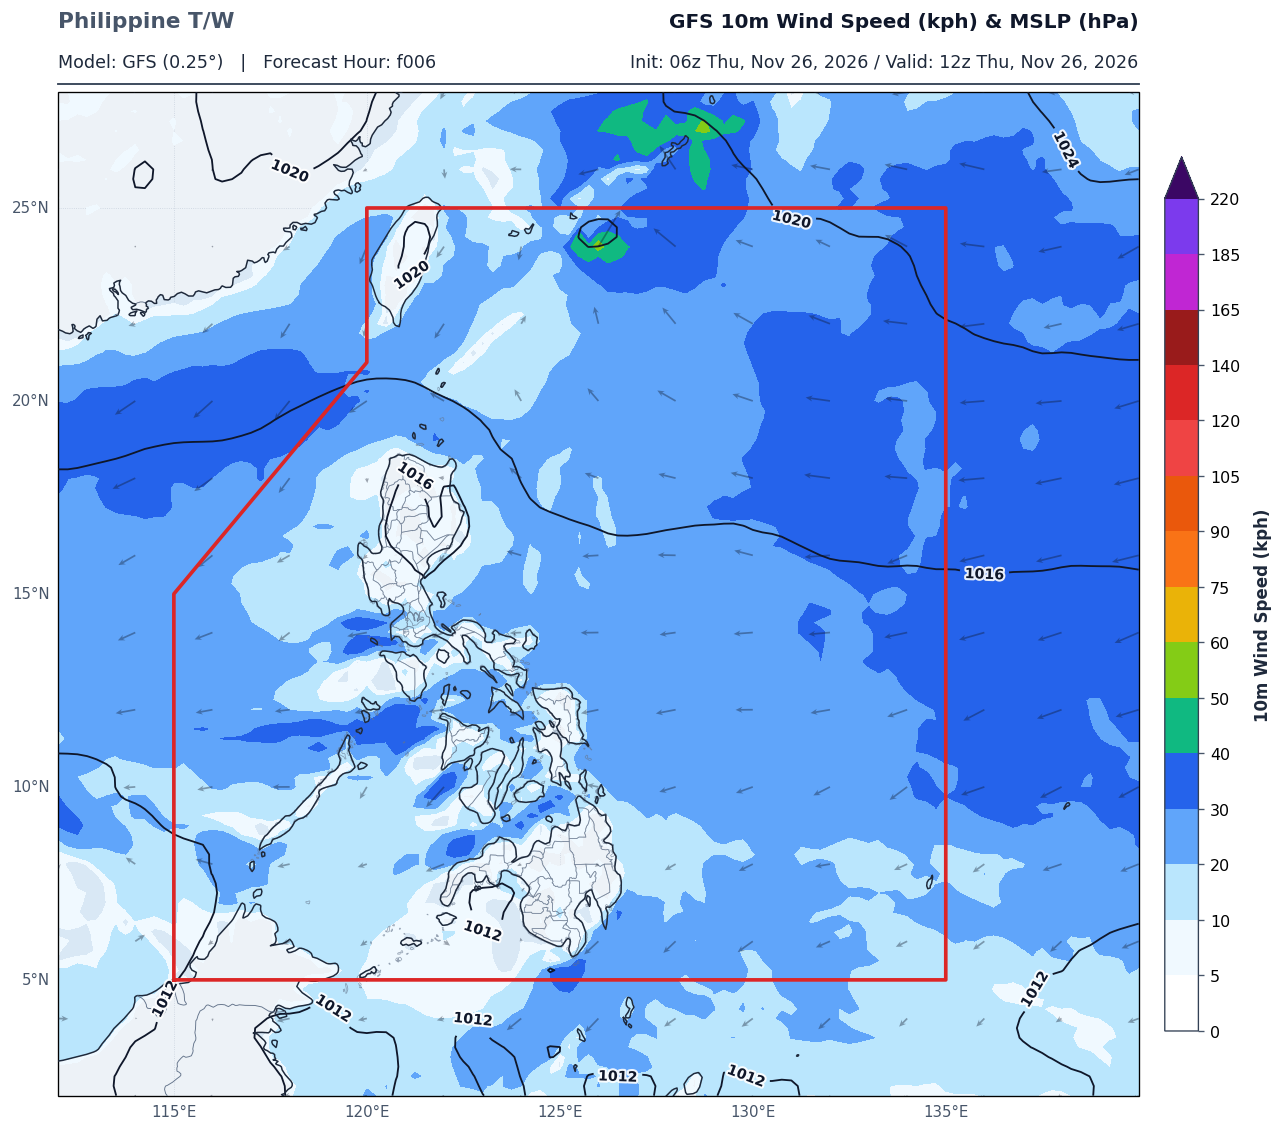 Philippine T/W
GFS 10m Wind Speed (kph) & MSLP (hPa)
Model: GFS (0.25°) | Forecast Hour: f006
Init: 06z Thu, Nov 26, 2026 / Valid: 12z Thu, Nov 26, 2026
1020
1024
1020
1020
1016
1016
1012
1012
1012
1012
1012
1012
1012
25°N
20°N
15°N
10°N
5°N
115°E
120°E
125°E
130°E
135°E
220
185
165
140
120
105
90
75
60
50
40
30
20
10
5
0
10m Wind Speed (kph)